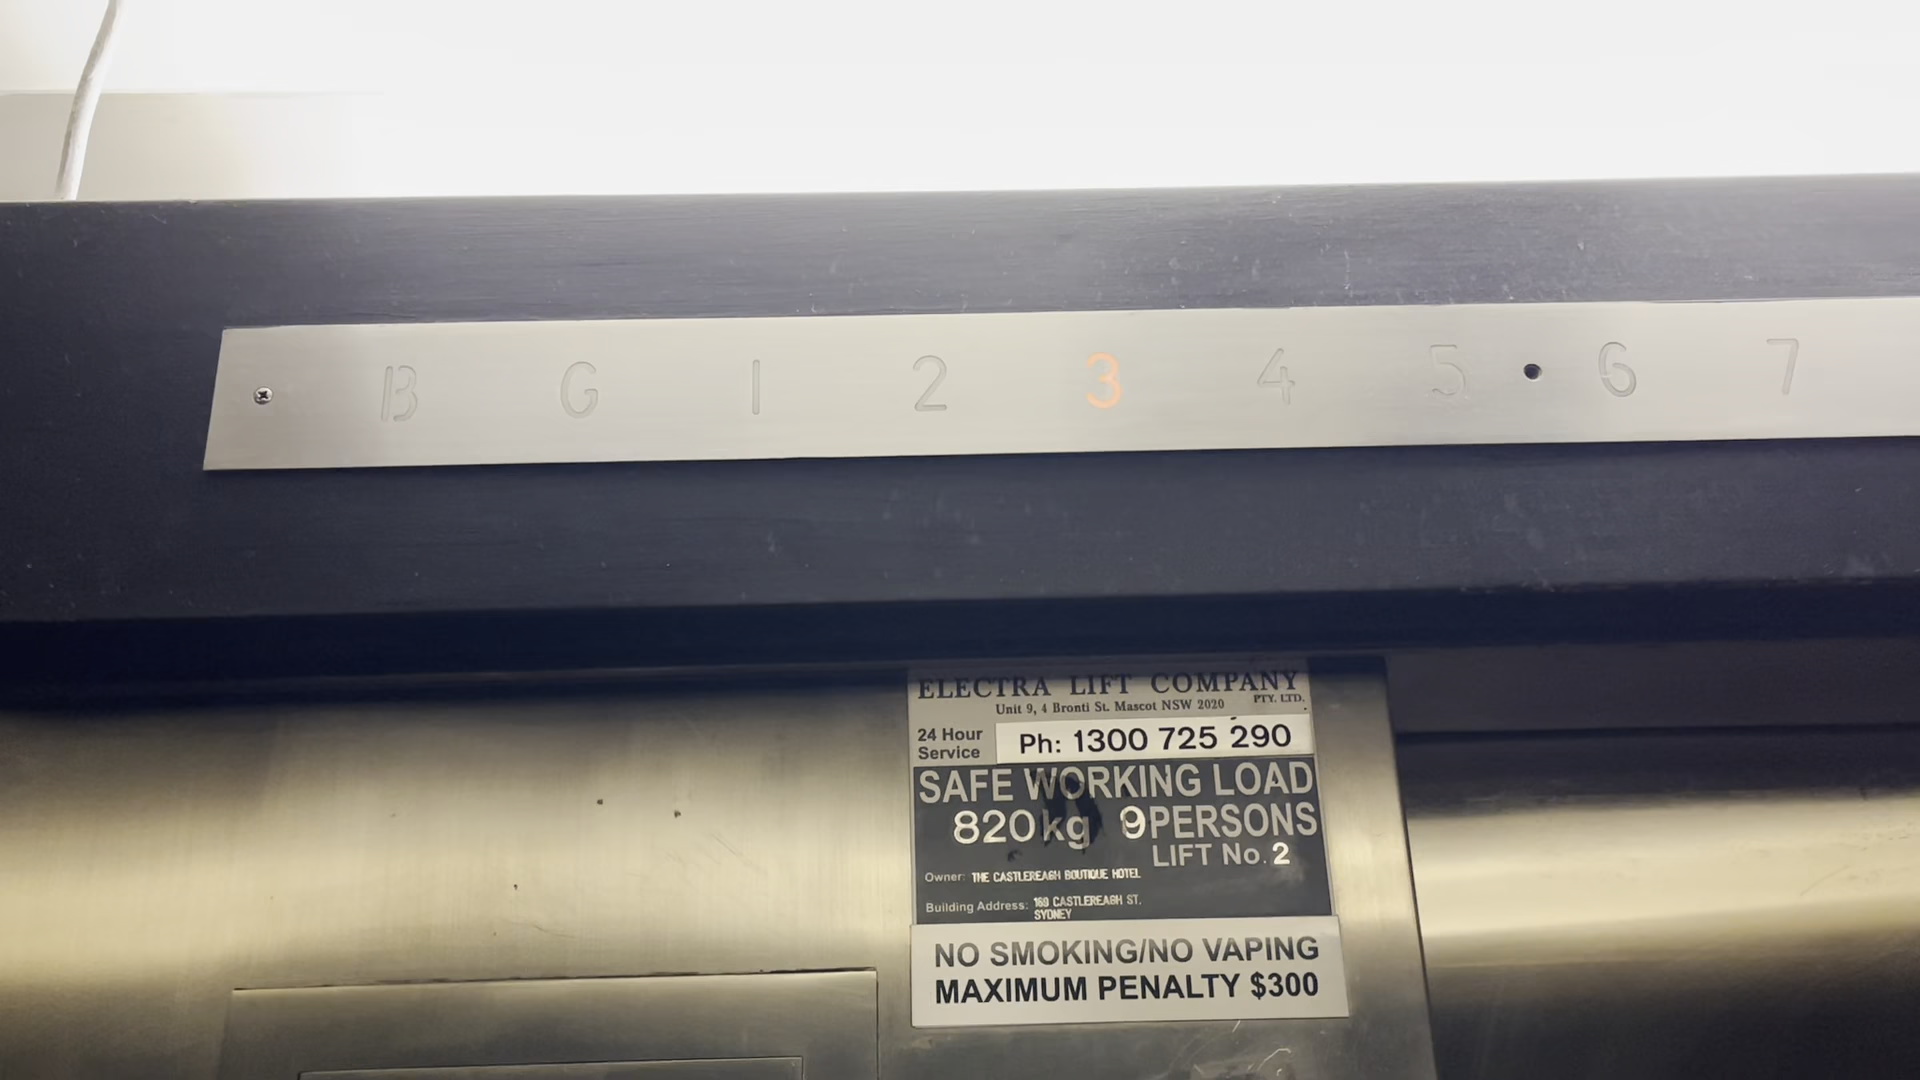 B G 1 2 3 4 5 6 7
ELECTRA LIFT COMPANY
PTY. LTD.
Unit 9, 4 Bronti St. Mascot NSW 2020
24 Hour
Service
Ph: 1300 725 290
SAFE WORKING LOAD
820kg 9PERSONS
LIFT No. 2
Owner: THE CASTLEREAGH BOUTIQUE HOTEL
Building Address: 169 CASTLEREAGH ST.
SYDNEY
NO SMOKING/NO VAPING
MAXIMUM PENALTY $300